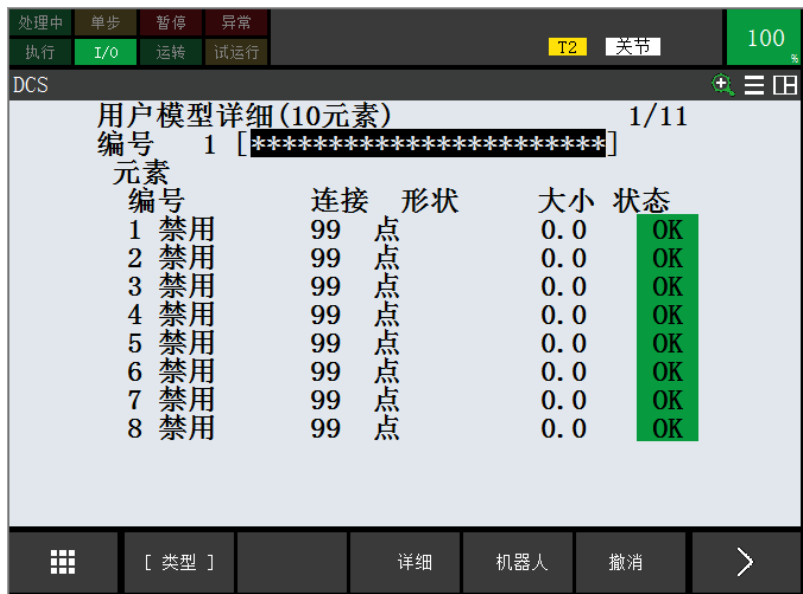 处理中 单步 暂停 异常
执行 I/O 运转 试运行 T2 关节 100 %
DCS
用户模型详细(10元素) 1/11
编号 1 [**************************]
元素
编号 连接 形状 大小 状态
1 禁用 99 点 0.0 OK
2 禁用 99 点 0.0 OK
3 禁用 99 点 0.0 OK
4 禁用 99 点 0.0 OK
5 禁用 99 点 0.0 OK
6 禁用 99 点 0.0 OK
7 禁用 99 点 0.0 OK
8 禁用 99 点 0.0 OK
[ 类型 ] 详细 机器人 撤消